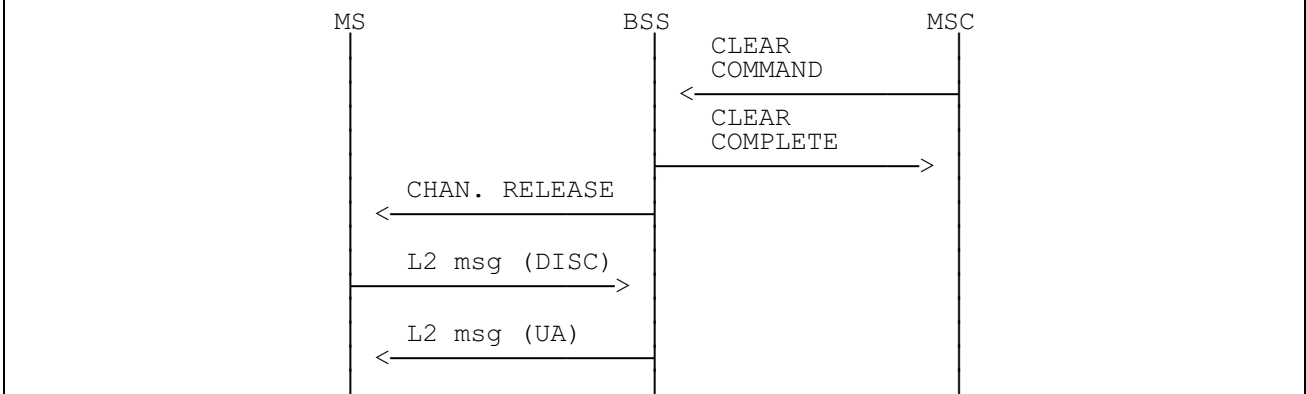 MS BSS MSC
CLEAR
COMMAND
CLEAR
COMPLETE
CHAN. RELEASE
L2 msg (DISC)
L2 msg (UA)